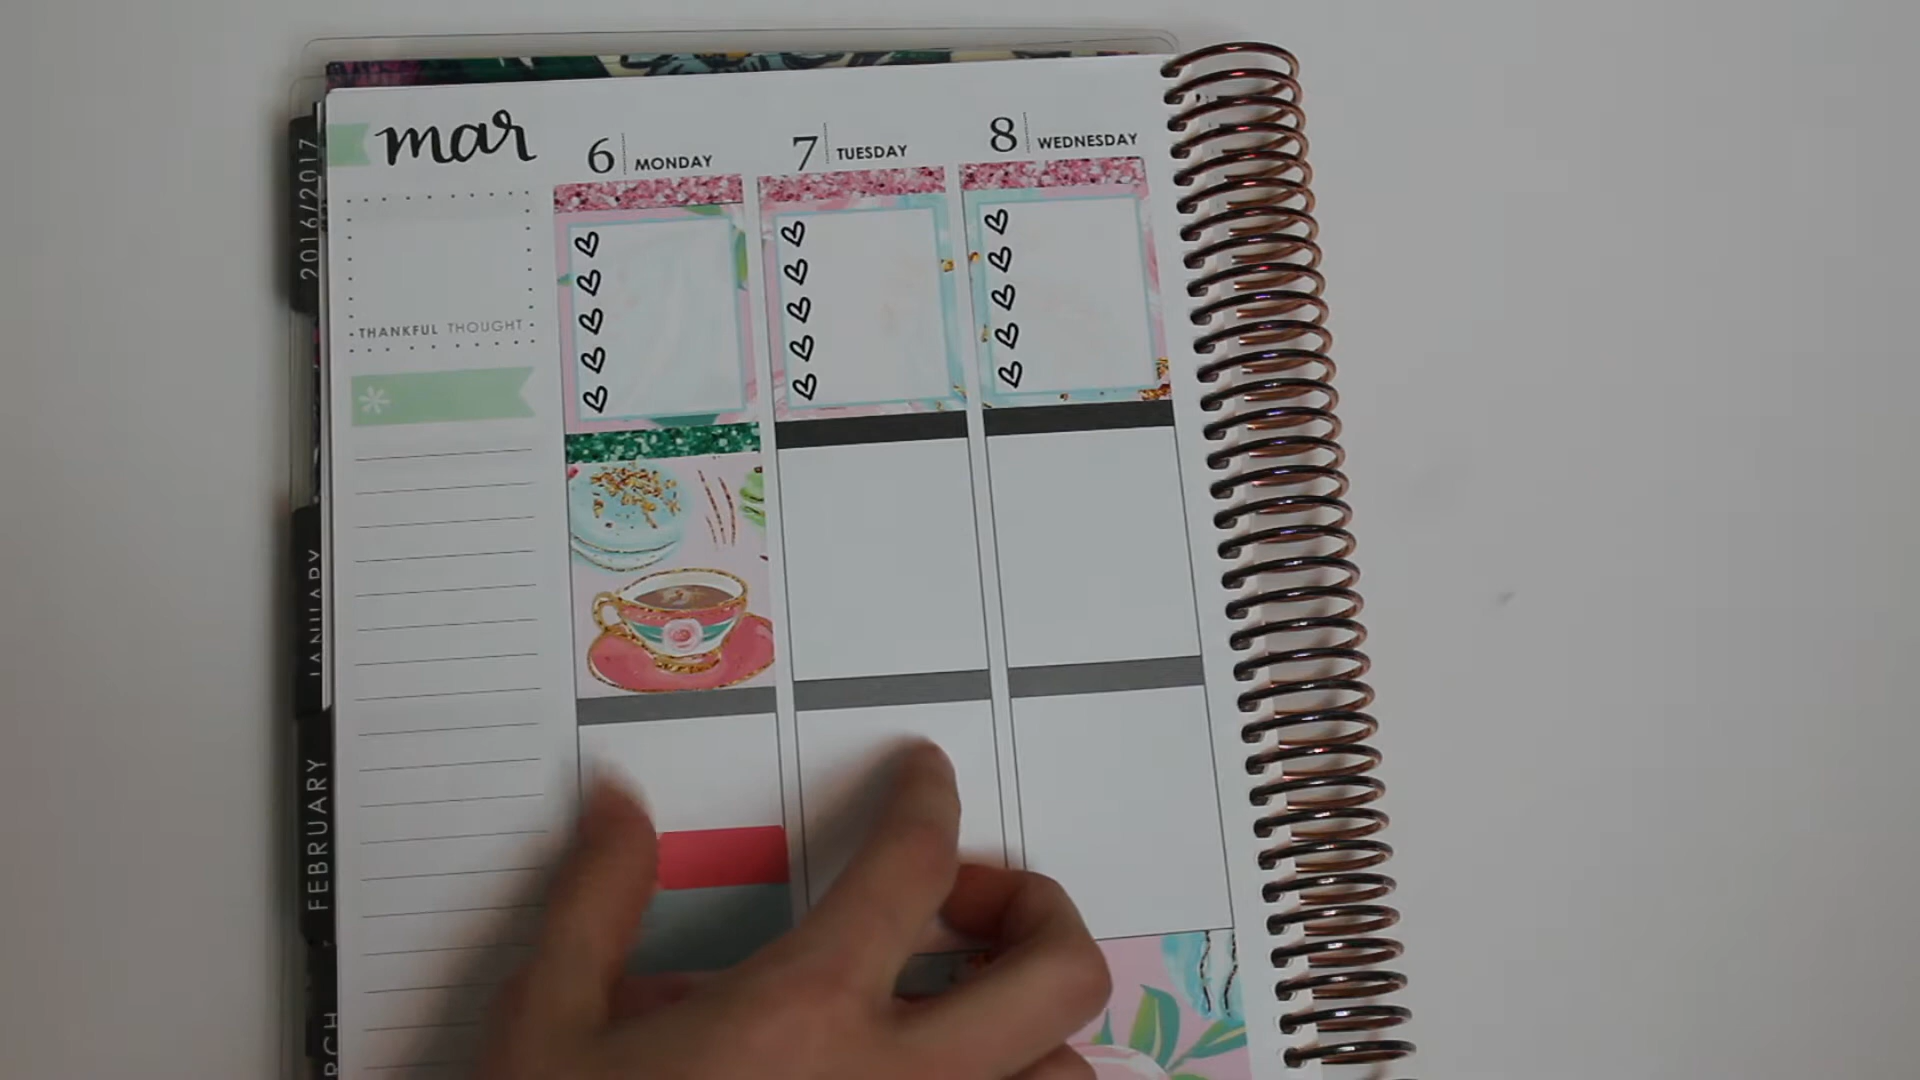 mar
6 MONDAY
7 TUESDAY
8 WEDNESDAY
THANKFUL THOUGHT
2016/2017
JANUARY
FEBRUARY